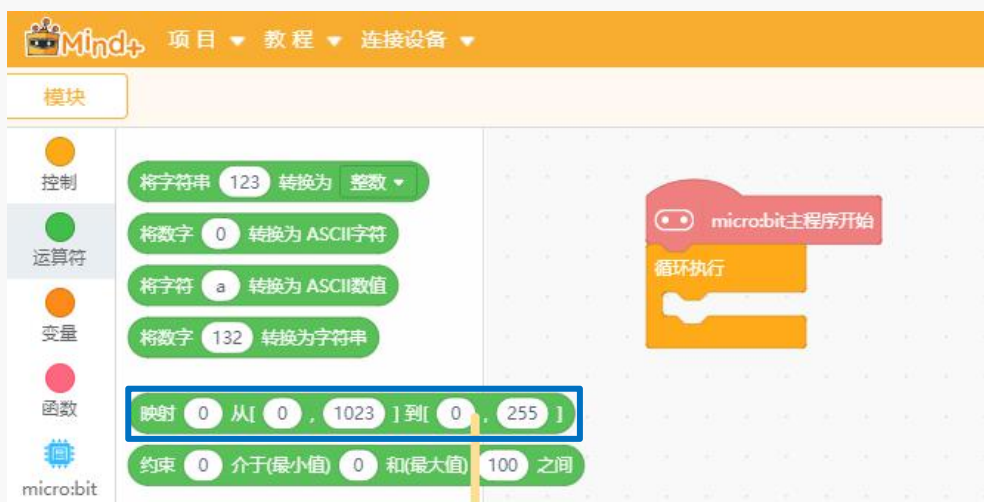 Mind+ 项目 教程 连接设备
模块
控制
运算符
变量
函数
micro:bit
将字符串 123 转换为 整数
将数字 0 转换为 ASCII字符
将字符 a 转换为 ASCII数值
将数字 132 转换为字符串
映射 0 从[ 0 , 1023 ] 到[ 0 , 255 ]
约束 0 介于(最小值) 0 和(最大值) 100 之间
micro:bit主程序开始
循环执行